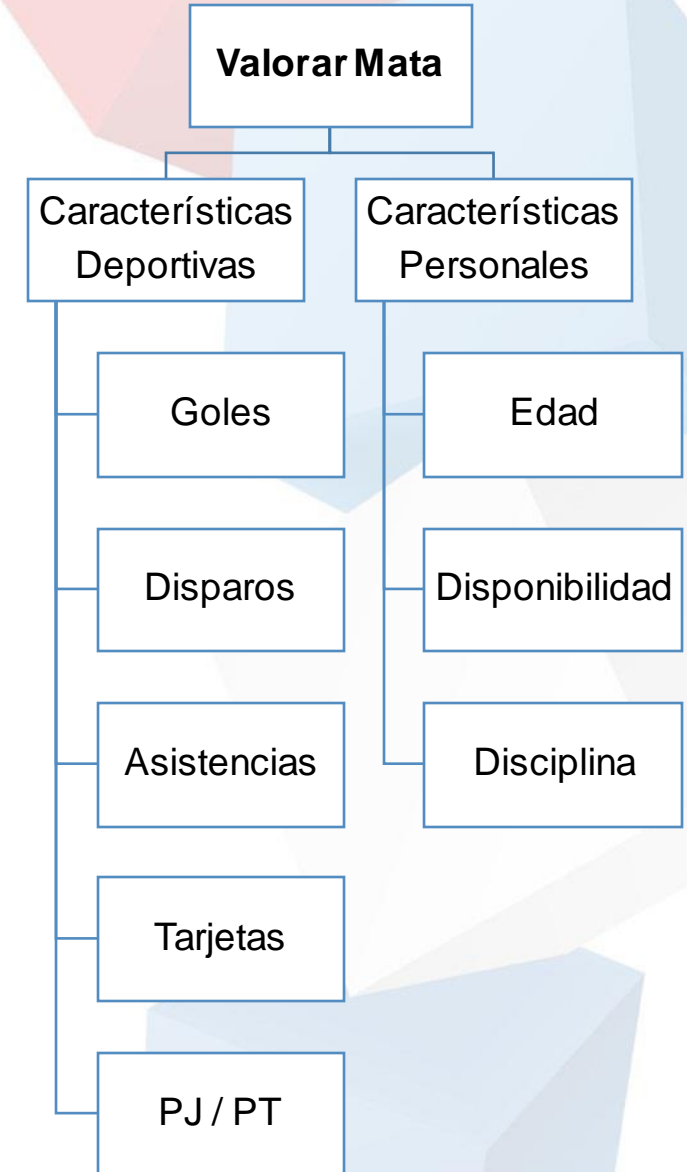 Valorar Mata
Características
Deportivas
Goles
Disparos
Asistencias
Tarjetas
PJ / PT
Características
Personales
Edad
Disponibilidad
Disciplina